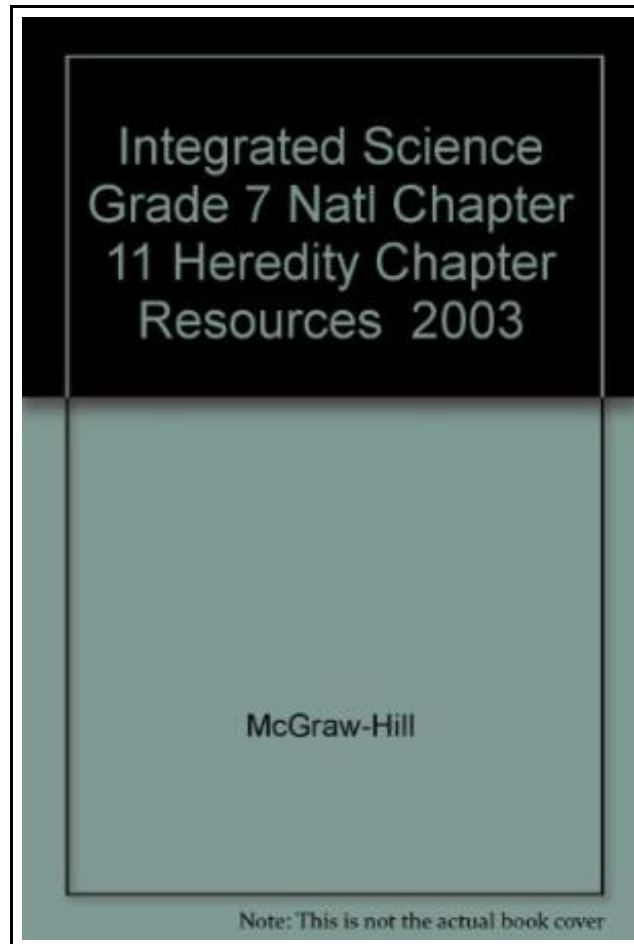 Integrated Science
Grade 7 Natl Chapter
11 Heredity Chapter
Resources 2003
McGraw-Hill
Note: This is not the actual book cover